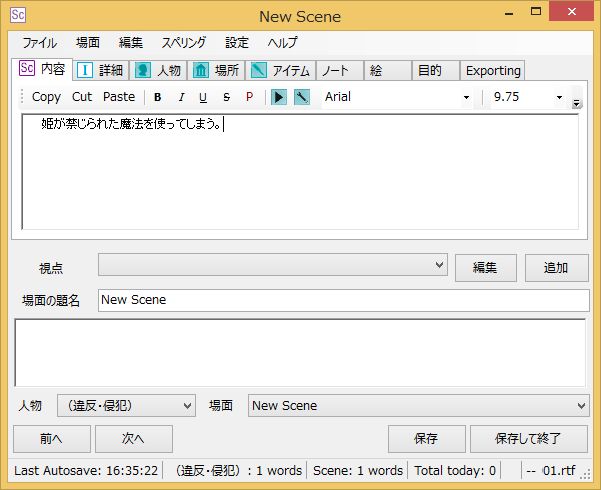 Sc New Scene
ファイル 場面 編集 スペリング 設定 ヘルプ
Sc 内容 I 詳細 人物 場所 アイテム ノート 絵 目的 Exporting
Copy Cut Paste B I U S P Arial 9.75
姫が禁じられた魔法を使ってしまう。
視点 編集 追加
場面の題名 New Scene
人物 （違反・侵犯） 場面 New Scene
前へ 次へ 保存 保存して終了
Last Autosave: 16:35:22 （違反・侵犯）: 1 words Scene: 1 words Total today: 0 -- 01.rtf